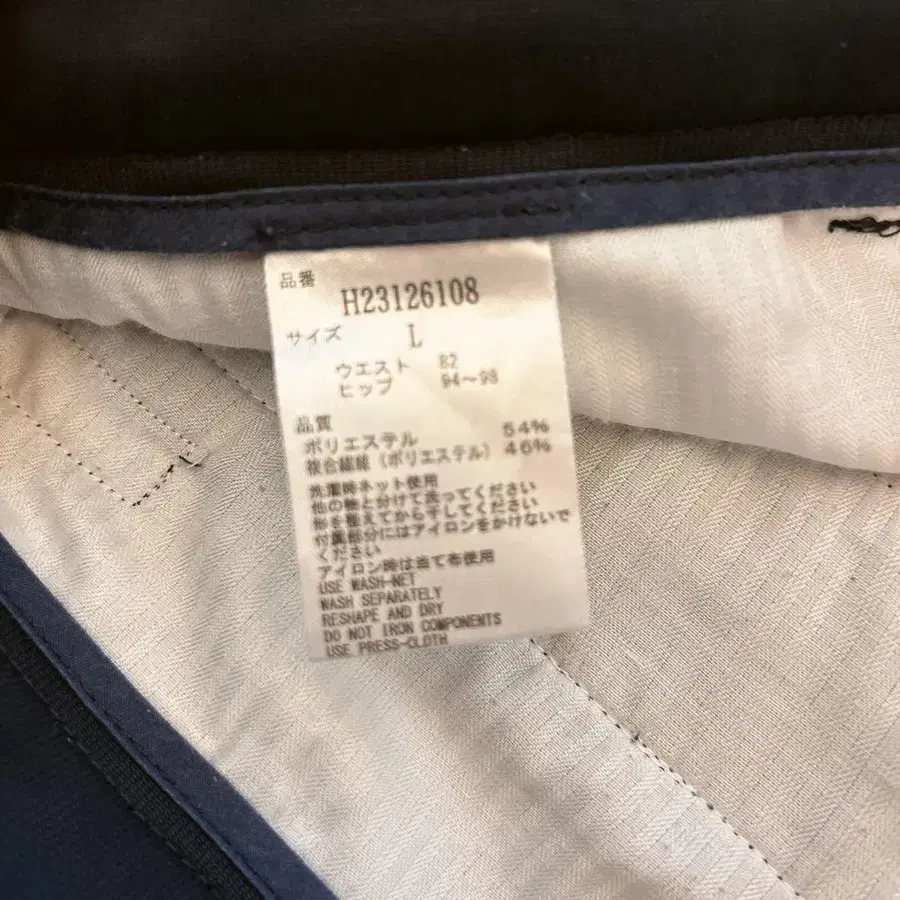 品番
H23126108
サイズ L
ウエスト 82
ヒップ 94～98
品質
ポリエステル 54%
複合繊維（ポリエステル） 46%
洗濯時ネット使用
他の物と分けて洗ってください
形を整えてから干してください
付属部分にはアイロンをかけないで
ください
アイロン時は当て布使用
USE WASH-NET
WASH SEPARATELY
RESHAPE AND DRY
DO NOT IRON COMPONENTS
USE PRESS-CLOTH